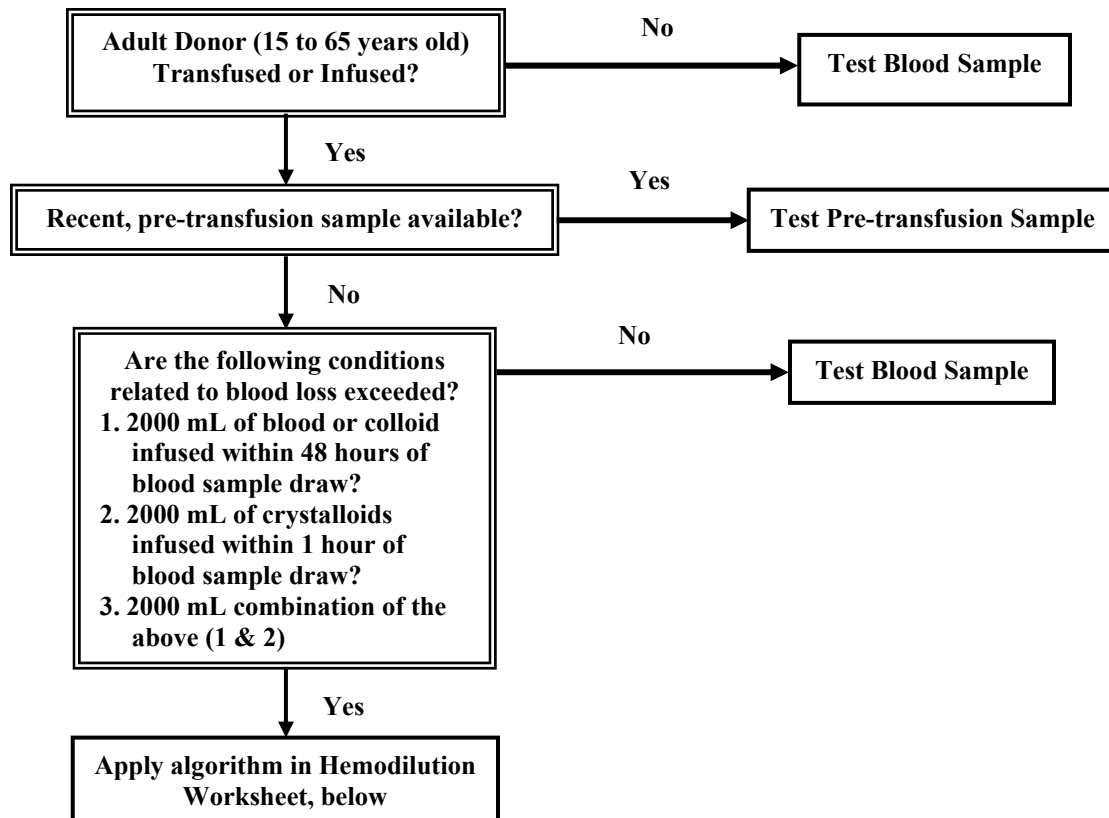 Adult Donor (15 to 65 years old)
Transfused or Infused?
No
Test Blood Sample
Yes
Recent, pre-transfusion sample available?
Yes
Test Pre-transfusion Sample
No
Are the following conditions
related to blood loss exceeded?
1. 2000 mL of blood or colloid
infused within 48 hours of
blood sample draw?
2. 2000 mL of crystalloids
infused within 1 hour of
blood sample draw?
3. 2000 mL combination of the
above (1 & 2)
No
Test Blood Sample
Yes
Apply algorithm in Hemodilution
Worksheet, below